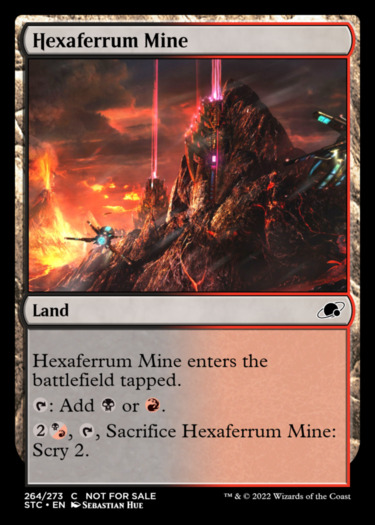 Hexaferrum Mine
Land
Hexaferrum Mine enters the
battlefield tapped.
: Add or .
2 , , Sacrifice Hexaferrum Mine:
Scry 2.
264/273 C NOT FOR SALE
STC • EN Sebastian Hue
™ & © 2022 Wizards of the Coast